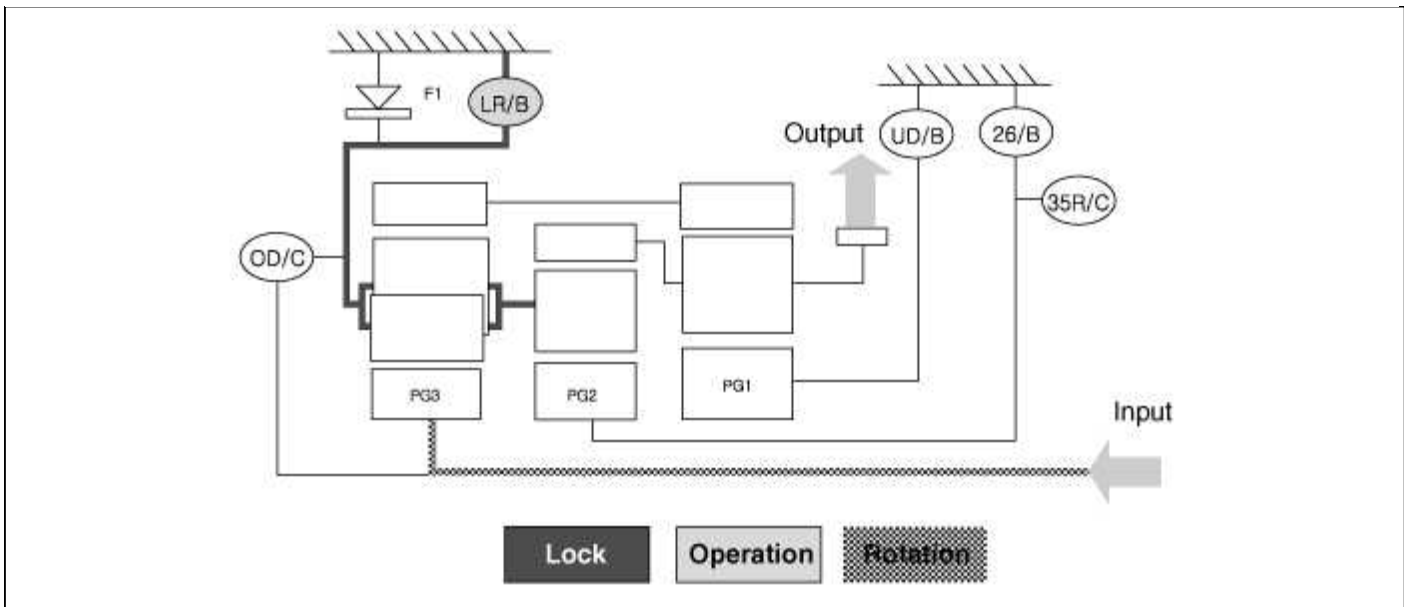 F1
LR/B
Output
UD/B
26/B
35R/C
OD/C
PG3
PG2
PG1
Input
Lock
Operation
Rotation